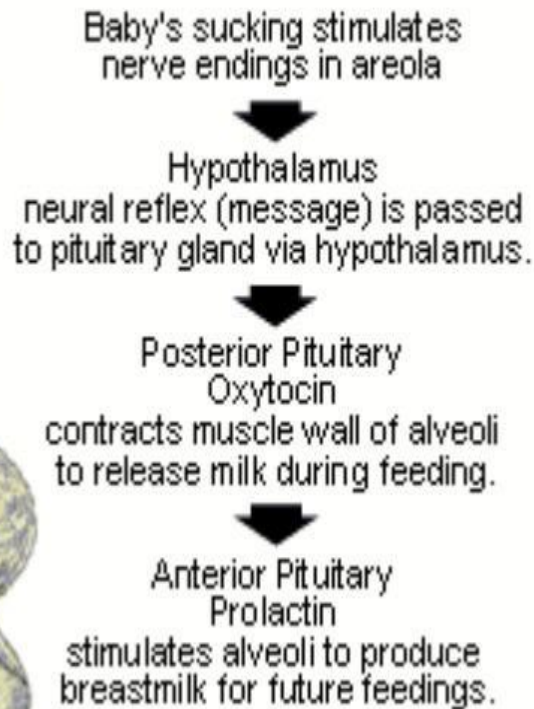 Baby's sucking stimulates
nerve endings in areola
Hypothalamus
neural reflex (message) is passed
to pituitary gland via hypothalamus.
Posterior Pituitary
Oxytocin
contracts muscle wall of alveoli
to release milk during feeding.
Anterior Pituitary
Prolactin
stimulates alveoli to produce
breastmilk for future feedings.